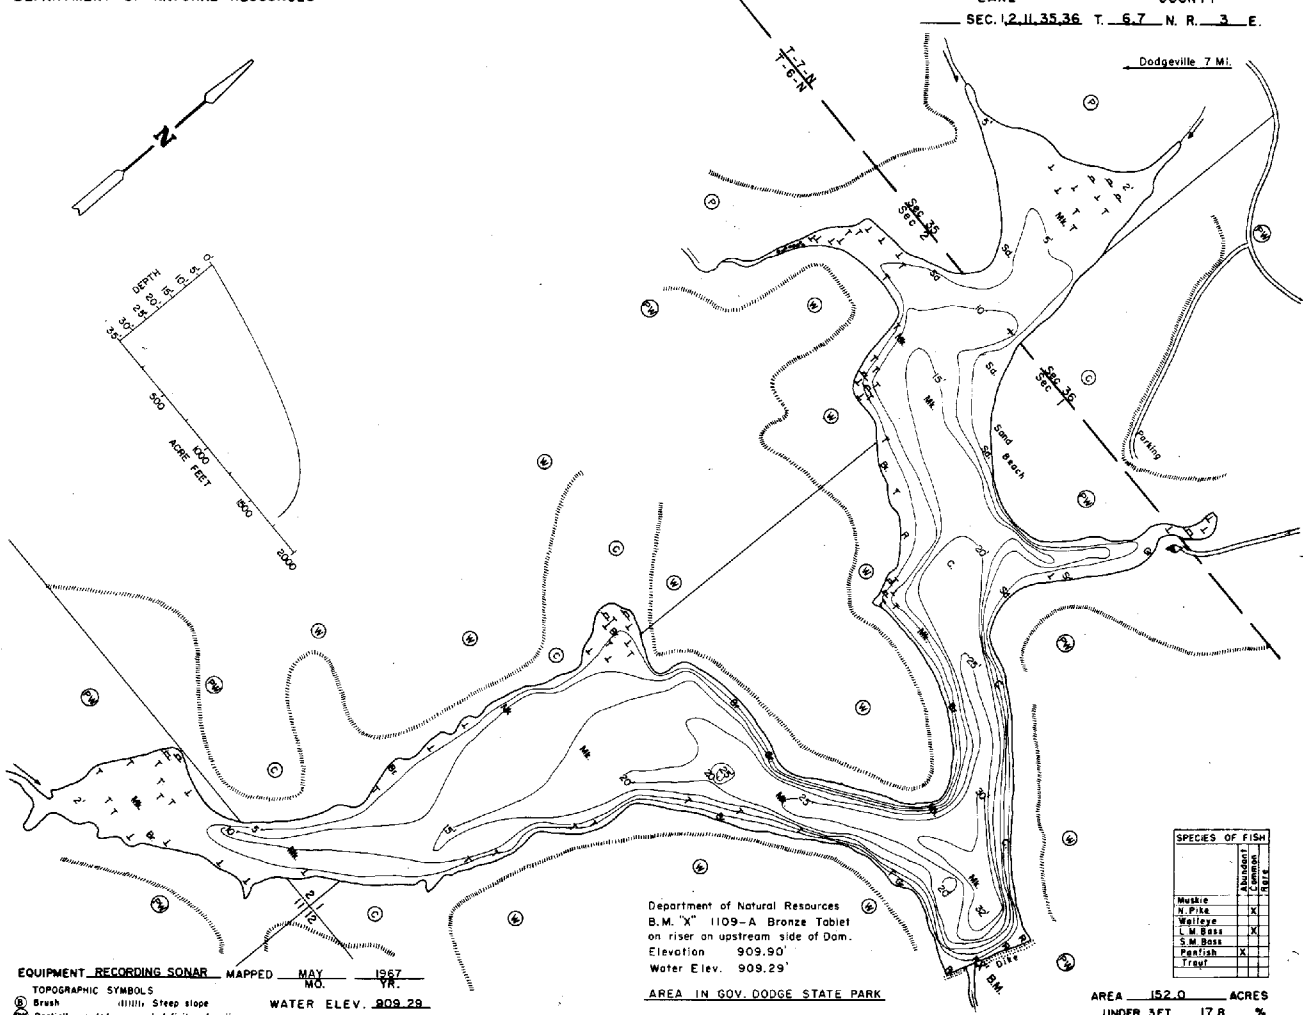 SEC. 1,2,11,35,36 T. 6,7 N. R. 3 E.
Dodgeville 7 Mi.
T-7-N
T-6-N
N
Sec 35
Sec 2
DEPTH
0'
5'
10'
15'
20'
25'
30'
35'
500
1000
1500
2000
ACRE FEET
Sec 36
Sec 1
Sand Beach
Parking
Department of Natural Resources
B.M. "X" 1109-A Bronze Tablet
on riser on upstream side of Dam.
Elevation 909.90'
Water Elev. 909.29'
AREA IN GOV. DODGE STATE PARK
Dike
B.M.
SPECIES OF FISH
Abundant
Common
Rare
Muskie
N. Pike X
Walleye
L.M. Bass X
S.M. Bass
Panfish X
Trout
EQUIPMENT RECORDING SONAR MAPPED MAY 1967
MO. YR.
TOPOGRAPHIC SYMBOLS
B Brush Steep slope
WATER ELEV. 909.29
AREA 152.0 ACRES
UNDER 3 FT. 17.8 %